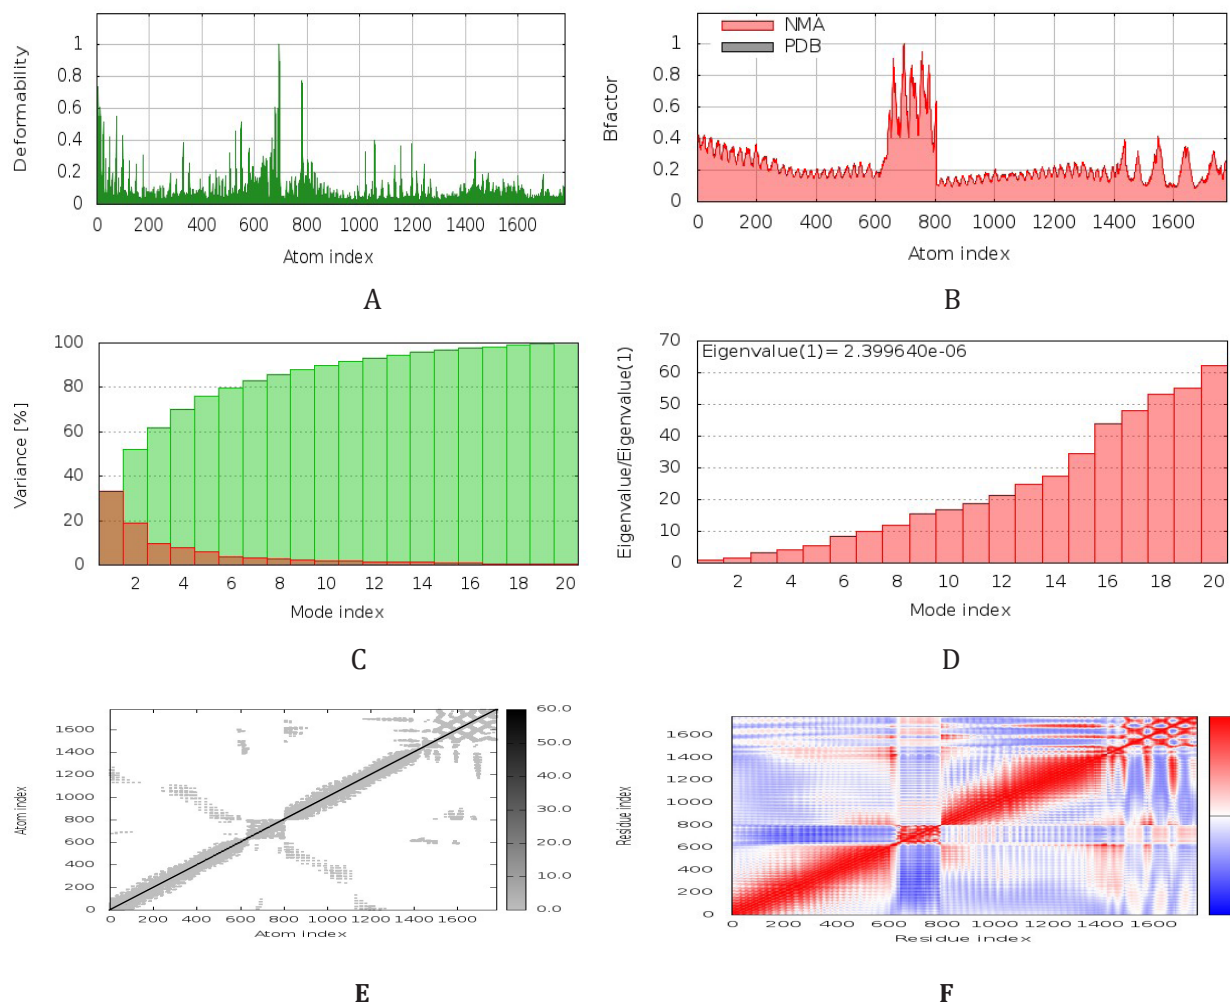 Deformability
1
0.8
0.6
0.4
0.2
0
0 200 400 600 800 1000 1200 1400 1600
Atom index
A
NMA
PDB
Bfactor
1
0.8
0.6
0.4
0.2
0
0 200 400 600 800 1000 1200 1400 1600
Atom index
B
Variance [%]
100
80
60
40
20
0
2 4 6 8 10 12 14 16 18 20
Mode index
C
Eigenvalue/Eigenvalue(1)
Eigenvalue(1)= 2.399640e-06
70
60
50
40
30
20
10
0
2 4 6 8 10 12 14 16 18 20
Mode index
D
Atom index
1600
1400
1200
1000
800
600
400
200
0
0 200 400 600 800 1000 1200 1400 1600
Atom index
60.0
50.0
40.0
30.0
20.0
10.0
0.0
E
Residue index
1600
1400
1200
1000
800
600
400
200
0
0 200 400 600 800 1000 1200 1400 1600
Residue index
F